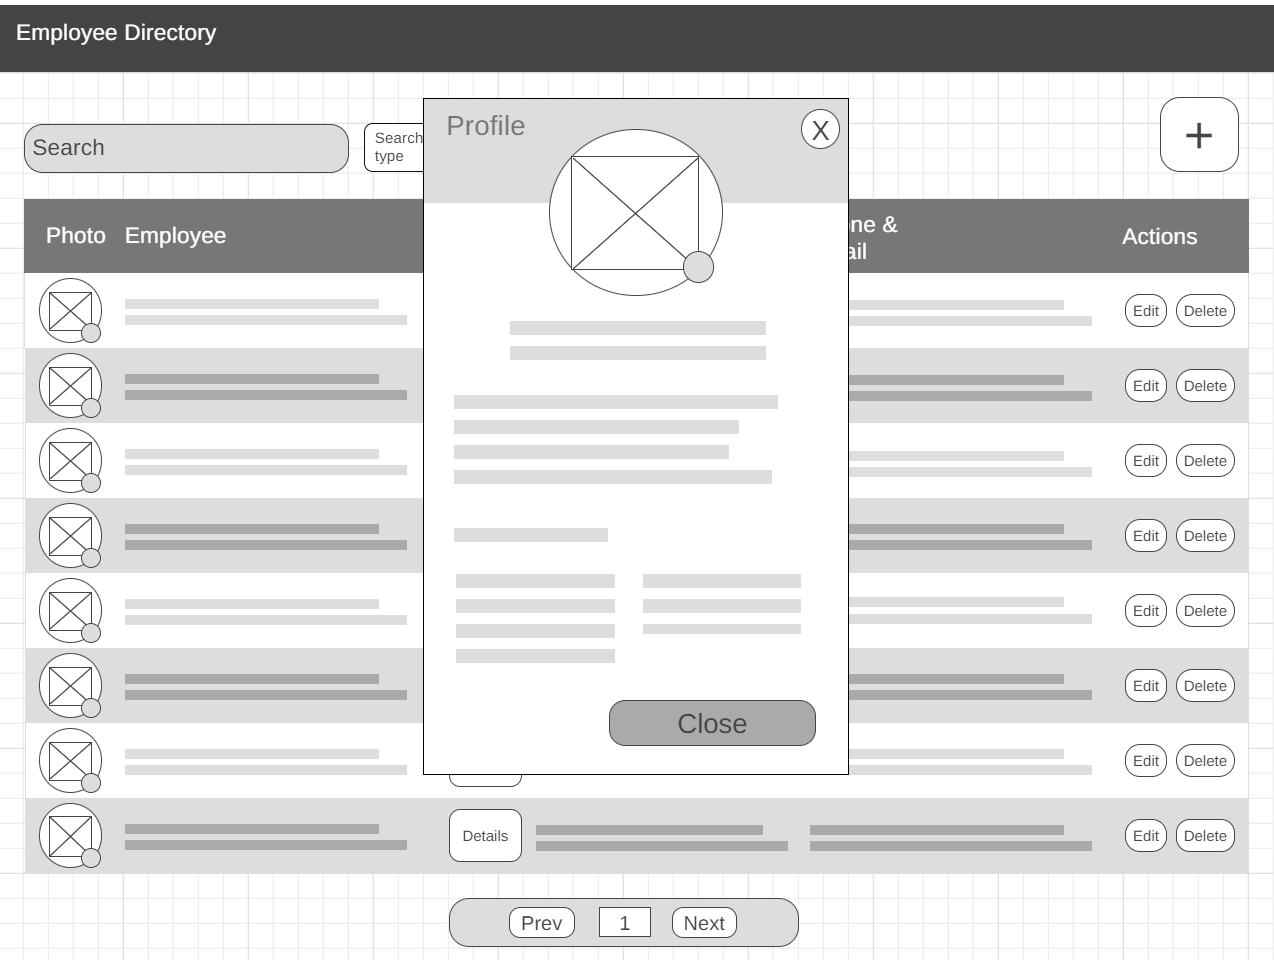 Employee Directory
Profile
X
+
Search
Search
type
Photo Employee
ne &
ail
Actions
Edit Delete
Edit Delete
Edit Delete
Edit Delete
Edit Delete
Edit Delete
Close
Edit Delete
Details
Edit Delete
Prev 1 Next